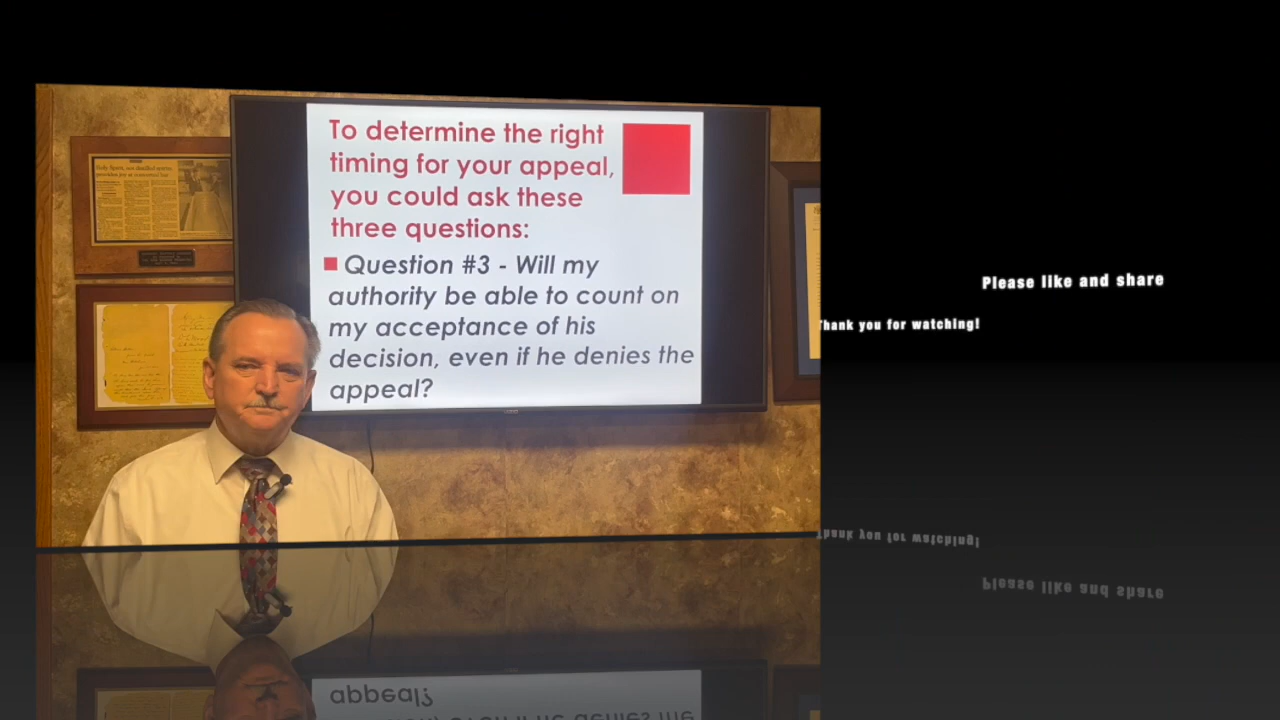 To determine the right
timing for your appeal,
you could ask these
three questions:
Question #3 - Will my
authority be able to count on
my acceptance of his
decision, even if he denies the
appeal?
Please like and share
Thank you for watching!